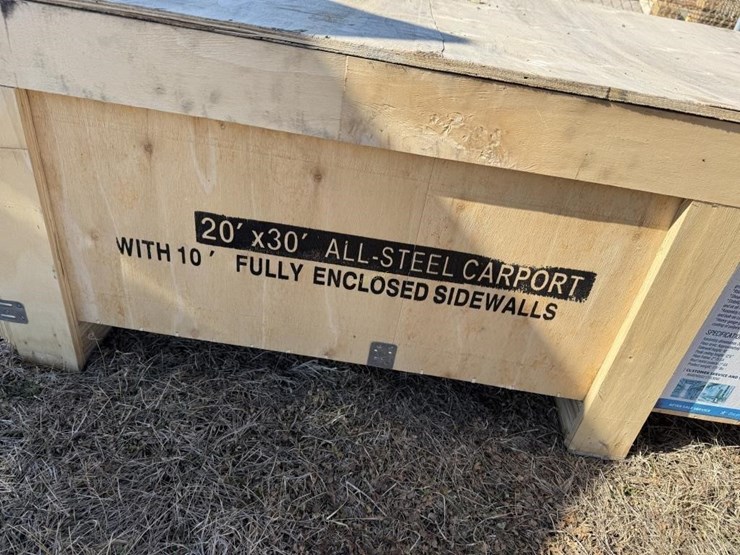 20′ x30′ ALL-STEEL CARPORT
WITH 10′ FULLY ENCLOSED SIDEWALLS